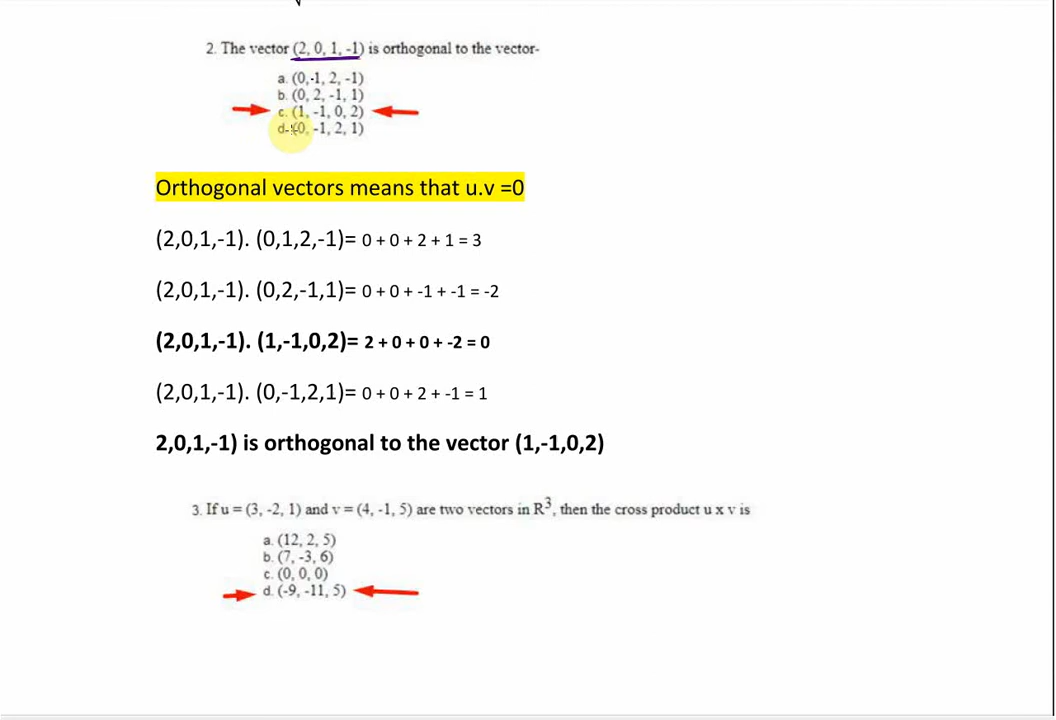 2. The vector (2, 0, 1, -1) is orthogonal to the vector-
a. (0,-1, 2, -1)
b. (0, 2, -1, 1)
c. (1, -1, 0, 2)
d. (0, -1, 2, 1)
Orthogonal vectors means that u.v =0
(2,0,1,-1). (0,1,2,-1)= 0 + 0 + 2 + 1 = 3
(2,0,1,-1). (0,2,-1,1)= 0 + 0 + -1 + -1 = -2
(2,0,1,-1). (1,-1,0,2)= 2 + 0 + 0 + -2 = 0
(2,0,1,-1). (0,-1,2,1)= 0 + 0 + 2 + -1 = 1
2,0,1,-1) is orthogonal to the vector (1,-1,0,2)
3. If u = (3, -2, 1) and v = (4, -1, 5) are two vectors in R³, then the cross product u x v is
a. (12, 2, 5)
b. (7, -3, 6)
c. (0, 0, 0)
d. (-9, -11, 5)